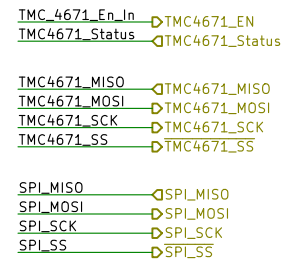 TMC_4671_En_In TMC4671_EN
TMC4671_Status TMC4671_Status
TMC4671_MISO TMC4671_MISO
TMC4671_MOSI TMC4671_MOSI
TMC4671_SCK TMC4671_SCK
TMC4671_SS TMC4671_SS
SPI_MISO SPI_MISO
SPI_MOSI SPI_MOSI
SPI_SCK SPI_SCK
SPI_SS SPI_SS